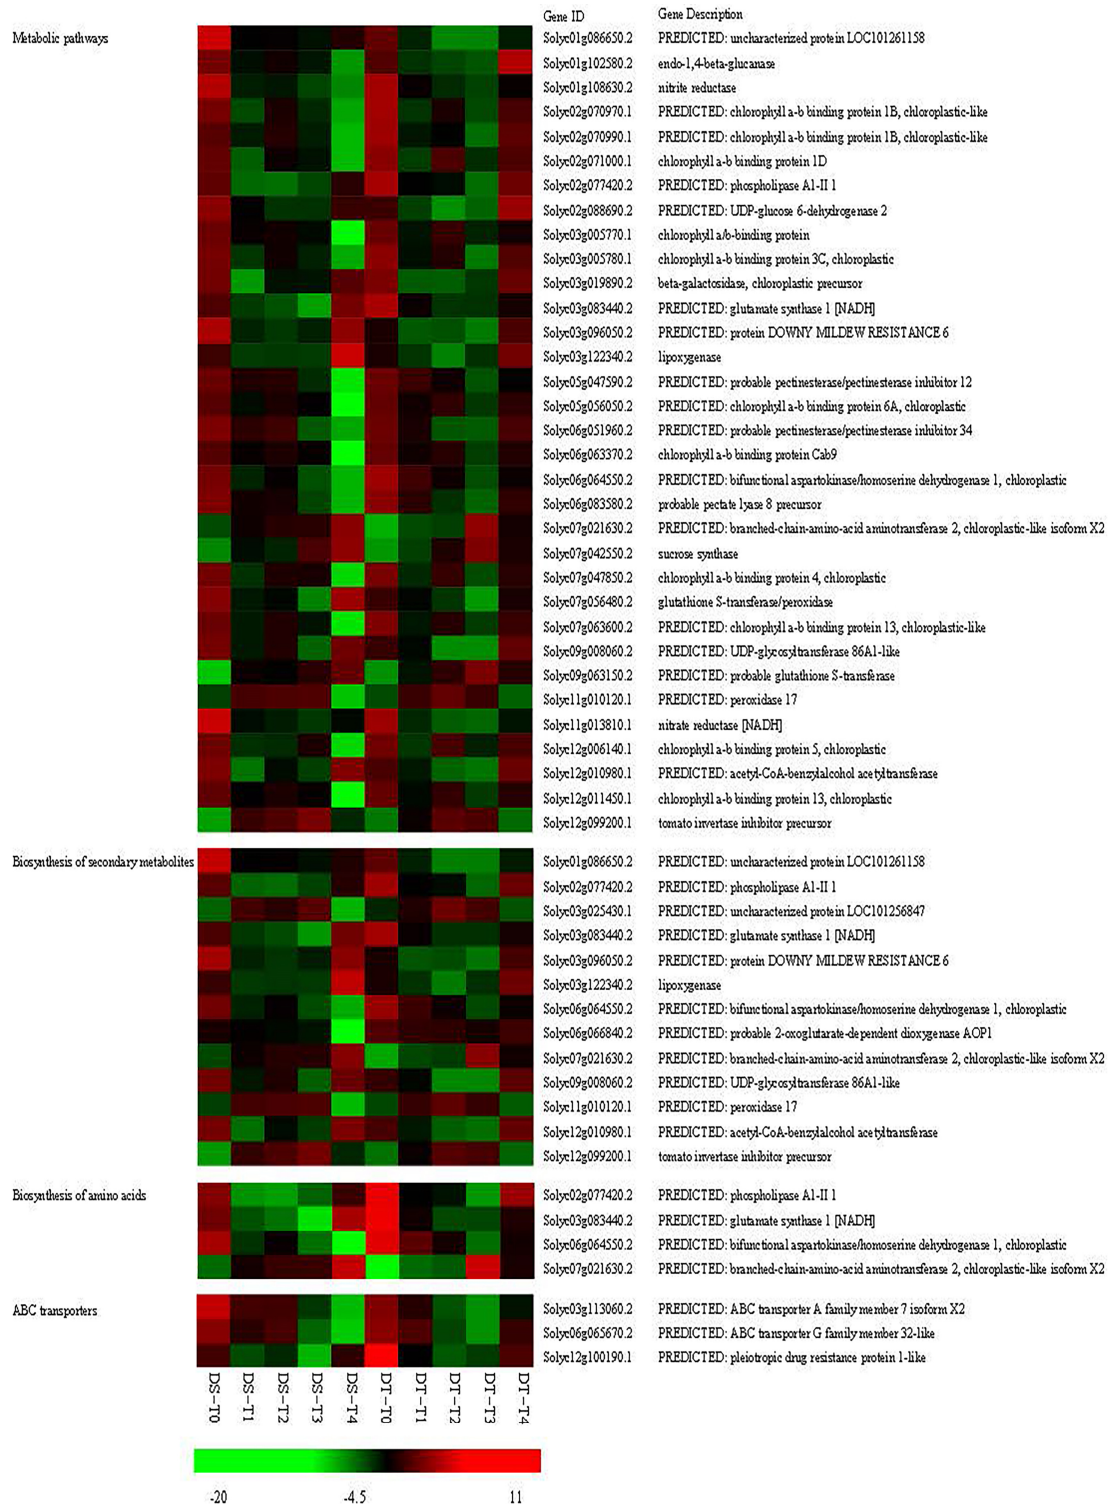 Gene ID Gene Description
Metabolic pathways
Solyc01g086650.2 PREDICTED: uncharacterized protein LOC101261158
Solyc01g102580.2 endo-1,4-beta-glucanase
Solyc01g108630.2 nitrite reductase
Solyc02g070970.1 PREDICTED: chlorophyll a-b binding protein 1B, chloroplastic-like
Solyc02g070990.1 PREDICTED: chlorophyll a-b binding protein 1B, chloroplastic-like
Solyc02g071000.1 chlorophyll a-b binding protein 1D
Solyc02g077420.2 PREDICTED: phospholipase A1-II 1
Solyc02g088690.2 PREDICTED: UDP-glucose 6-dehydrogenase 2
Solyc03g005770.1 chlorophyll a/b-binding protein
Solyc03g005780.1 chlorophyll a-b binding protein 3C, chloroplastic
Solyc03g019890.2 beta-galactosidase, chloroplastic precursor
Solyc03g083440.2 PREDICTED: glutamate synthase 1 [NADH]
Solyc03g096050.2 PREDICTED: protein DOWNY MILDEW RESISTANCE 6
Solyc03g122340.2 lipoxygenase
Solyc05g047590.2 PREDICTED: probable pectinesterase/pectinesterase inhibitor 12
Solyc05g056050.2 PREDICTED: chlorophyll a-b binding protein 6A, chloroplastic
Solyc06g051960.2 PREDICTED: probable pectinesterase/pectinesterase inhibitor 34
Solyc06g063370.2 chlorophyll a-b binding protein Cab9
Solyc06g064550.2 PREDICTED: bifunctional aspartokinase/homoserine dehydrogenase 1, chloroplastic
Solyc06g083580.2 probable pectate lyase 8 precursor
Solyc07g021630.2 PREDICTED: branched-chain-amino-acid aminotransferase 2, chloroplastic-like isoform X2
Solyc07g042550.2 sucrose synthase
Solyc07g047850.2 chlorophyll a-b binding protein 4, chloroplastic
Solyc07g056480.2 glutathione S-transferase/peroxidase
Solyc07g063600.2 PREDICTED: chlorophyll a-b binding protein 13, chloroplastic-like
Solyc09g008060.2 PREDICTED: UDP-glycosyltransferase 86A1-like
Solyc09g063150.2 PREDICTED: probable glutathione S-transferase
Solyc11g010120.1 PREDICTED: peroxidase 17
Solyc11g013810.1 nitrate reductase [NADH]
Solyc12g006140.1 chlorophyll a-b binding protein 5, chloroplastic
Solyc12g010980.1 PREDICTED: acetyl-CoA-benzylalcohol acetyltransferase
Solyc12g011450.1 chlorophyll a-b binding protein 13, chloroplastic
Solyc12g099200.1 tomato invertase inhibitor precursor
Biosynthesis of secondary metabolites
Solyc01g086650.2 PREDICTED: uncharacterized protein LOC101261158
Solyc02g077420.2 PREDICTED: phospholipase A1-II 1
Solyc03g025430.1 PREDICTED: uncharacterized protein LOC101256847
Solyc03g083440.2 PREDICTED: glutamate synthase 1 [NADH]
Solyc03g096050.2 PREDICTED: protein DOWNY MILDEW RESISTANCE 6
Solyc03g122340.2 lipoxygenase
Solyc06g064550.2 PREDICTED: bifunctional aspartokinase/homoserine dehydrogenase 1, chloroplastic
Solyc06g066840.2 PREDICTED: probable 2-oxoglutarate-dependent dioxygenase AOP1
Solyc07g021630.2 PREDICTED: branched-chain-amino-acid aminotransferase 2, chloroplastic-like isoform X2
Solyc09g008060.2 PREDICTED: UDP-glycosyltransferase 86A1-like
Solyc11g010120.1 PREDICTED: peroxidase 17
Solyc12g010980.1 PREDICTED: acetyl-CoA-benzylalcohol acetyltransferase
Solyc12g099200.1 tomato invertase inhibitor precursor
Biosynthesis of amino acids
Solyc02g077420.2 PREDICTED: phospholipase A1-II 1
Solyc03g083440.2 PREDICTED: glutamate synthase 1 [NADH]
Solyc06g064550.2 PREDICTED: bifunctional aspartokinase/homoserine dehydrogenase 1, chloroplastic
Solyc07g021630.2 PREDICTED: branched-chain-amino-acid aminotransferase 2, chloroplastic-like isoform X2
ABC transporters
Solyc03g113060.2 PREDICTED: ABC transporter A family member 7 isoform X2
Solyc06g065670.2 PREDICTED: ABC transporter G family member 32-like
Solyc12g100190.1 PREDICTED: pleiotropic drug resistance protein 1-like
DS-T0
DS-T1
DS-T2
DS-T3
DS-T4
DT-T0
DT-T1
DT-T2
DT-T3
DT-T4
-20 -4.5 11